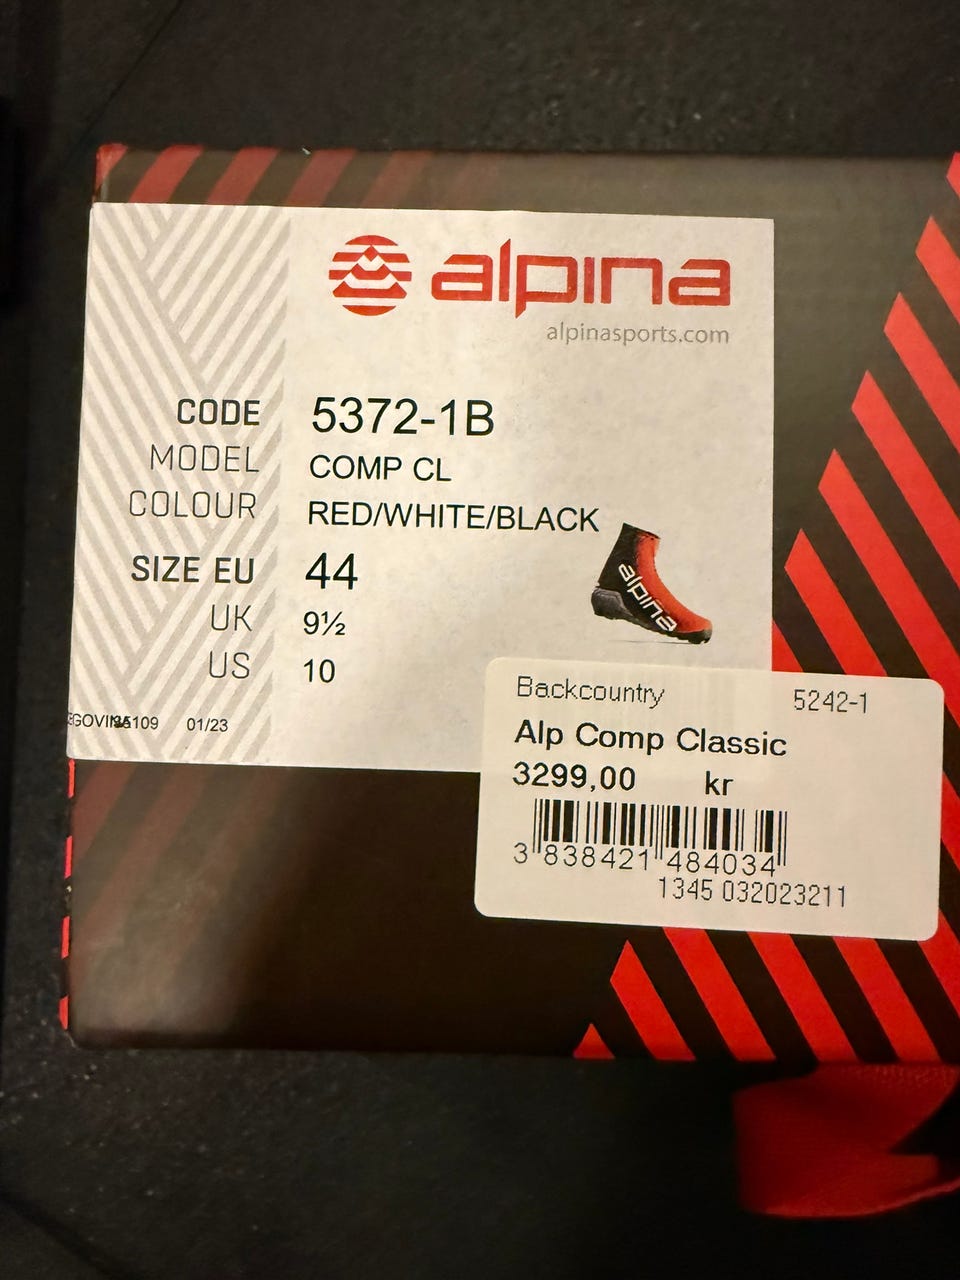 alpina
alpinasports.com
CODE 5372-1B
MODEL COMP CL
COLOUR RED/WHITE/BLACK
SIZE EU 44
UK 9½
US 10
01/23
alpina
Backcountry 5242-1
Alp Comp Classic
3299,00 kr
3 838421 484034
1345 032023211